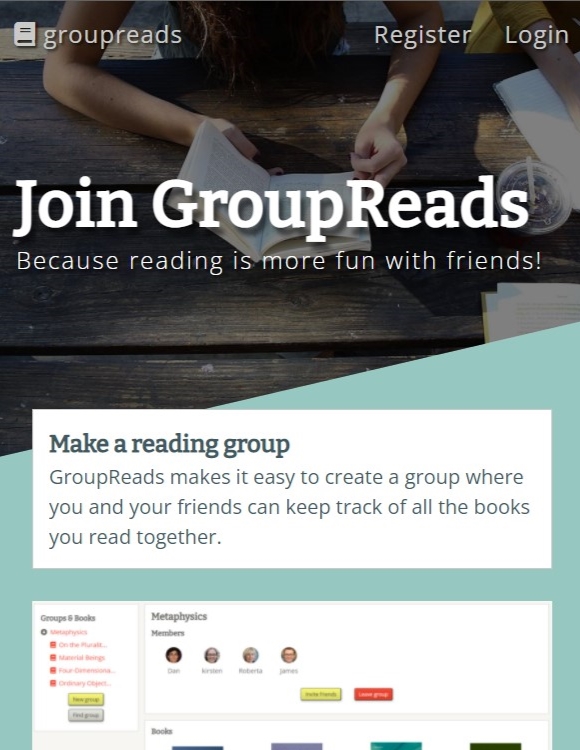 groupreads
Register
Login
Join GroupReads
Because reading is more fun with friends!
Make a reading group
GroupReads makes it easy to create a group where
you and your friends can keep track of all the books
you read together.
Groups & Books
Metaphysics
On the Pluralit...
Material Beings
Four-Dimensiona...
Ordinary Object...
New group
Find group
Metaphysics
Members
Dan
kirsten
Roberta
James
Invite friends
Leave group
Books